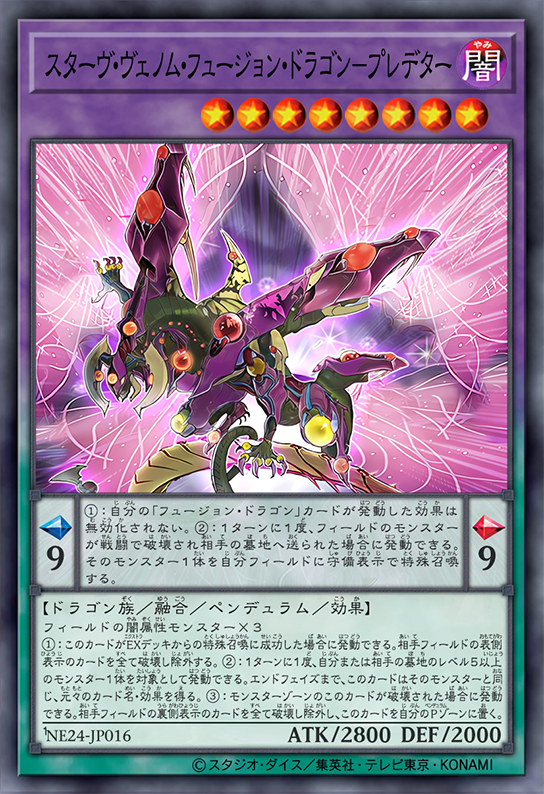 スターヴ・ヴェノム・フュージョン・ドラゴンープレデター
闇
①：自分の「フュージョン・ドラゴン」カードが発動した効果は
無効化されない。②：１ターンに１度、フィールドのモンスター
が戦闘で破壊され相手の墓地へ送られた場合に発動できる。
そのモンスター１体を自分フィールドに守備表示で特殊召喚
する。
9
9
【ドラゴン族／融合／ペンデュラム／効果】
フィールドの闇属性モンスター×３
①：このカードがEXデッキからの特殊召喚に成功した場合に発動できる。相手フィールドの表側
表示のカードを全て破壊し除外する。②：１ターンに１度、自分または相手の墓地のレベル５以上
のモンスター１体を対象として発動できる。エンドフェイズまで、このカードはそのモンスターと同
じ、元々のカード名・効果を得る。③：モンスターゾーンのこのカードが破壊された場合に発動
できる。相手フィールドの裏側表示のカードを全て破壊し除外し、このカードを自分のPゾーンに置く。
NE24-JP016
ATK/2800 DEF/2000
©スタジオ・ダイス／集英社・テレビ東京・KONAMI